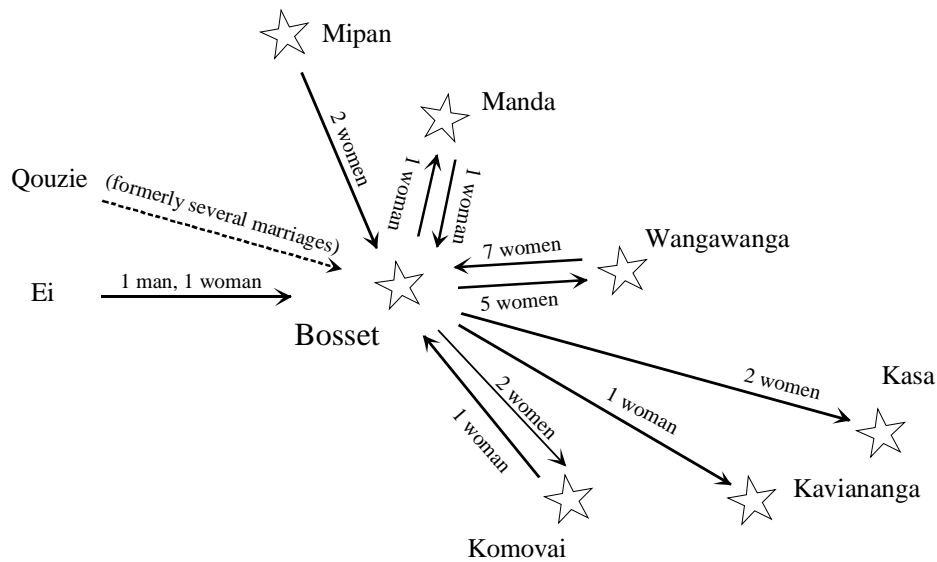 Mipan
Manda
2 women
1 woman
1 woman
Qouzie
(formerly several marriages)
Wangawanga
7 women
Ei
1 man, 1 woman
5 women
Bosset
Kasa
2 women
2 women
1 woman
1 woman
Kaviananga
Komovai